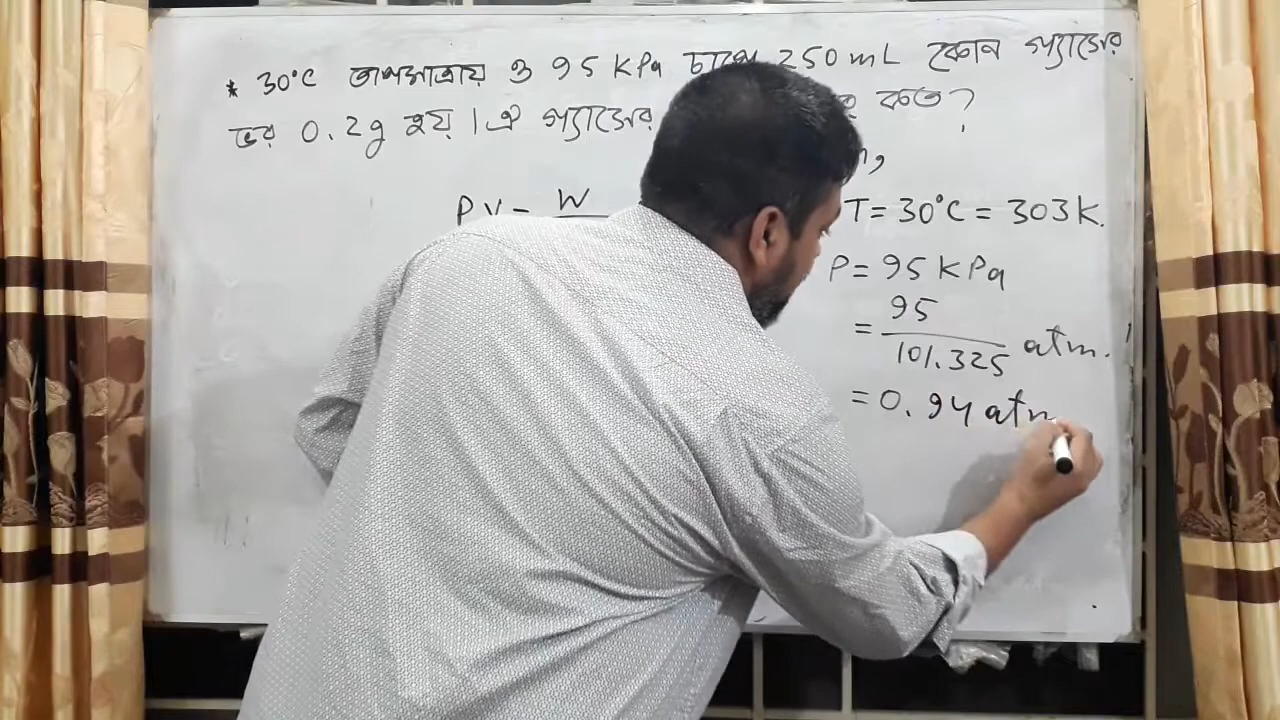 * 30°C তাপমাত্রায় ও 95 KPa চাপে 250 mL কোন গ্যাসের
ভর 0.2g হয়। ঐ গ্যাসের কত?
PV = W
T = 30°C = 303 K.
P = 95 KPa
= 95 / 101.325 atm.
= 0.94 atm